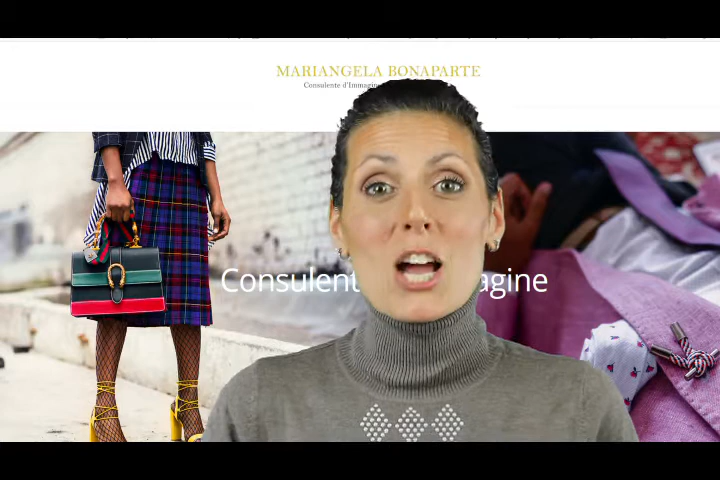 MARIANGELA BONAPARTE
Consulente d'Immagin
Consulent agine